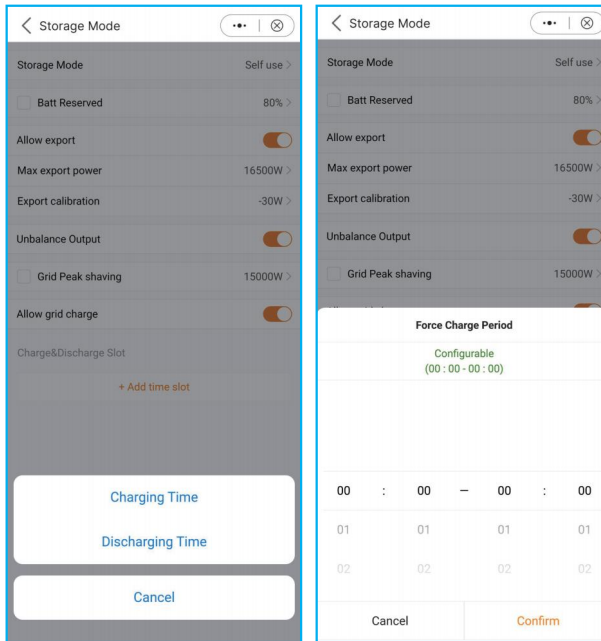 Storage Mode
Storage Mode Self use >
Batt Reserved 80% >
Allow export
Max export power 16500W >
Export calibration -30W >
Unbalance Output
Grid Peak shaving 15000W >
Allow grid charge
Charge&Discharge Slot
+ Add time slot
Charging Time
Discharging Time
Cancel
Storage Mode
Storage Mode Self use >
Batt Reserved 80% >
Allow export
Max export power 16500W >
Export calibration -30W >
Unbalance Output
Grid Peak shaving 15000W >
Force Charge Period
Configurable
(00 : 00 - 00 : 00)
00 : 00 – 00 : 00
01 01 01 01
02 02 02 02
Cancel Confirm